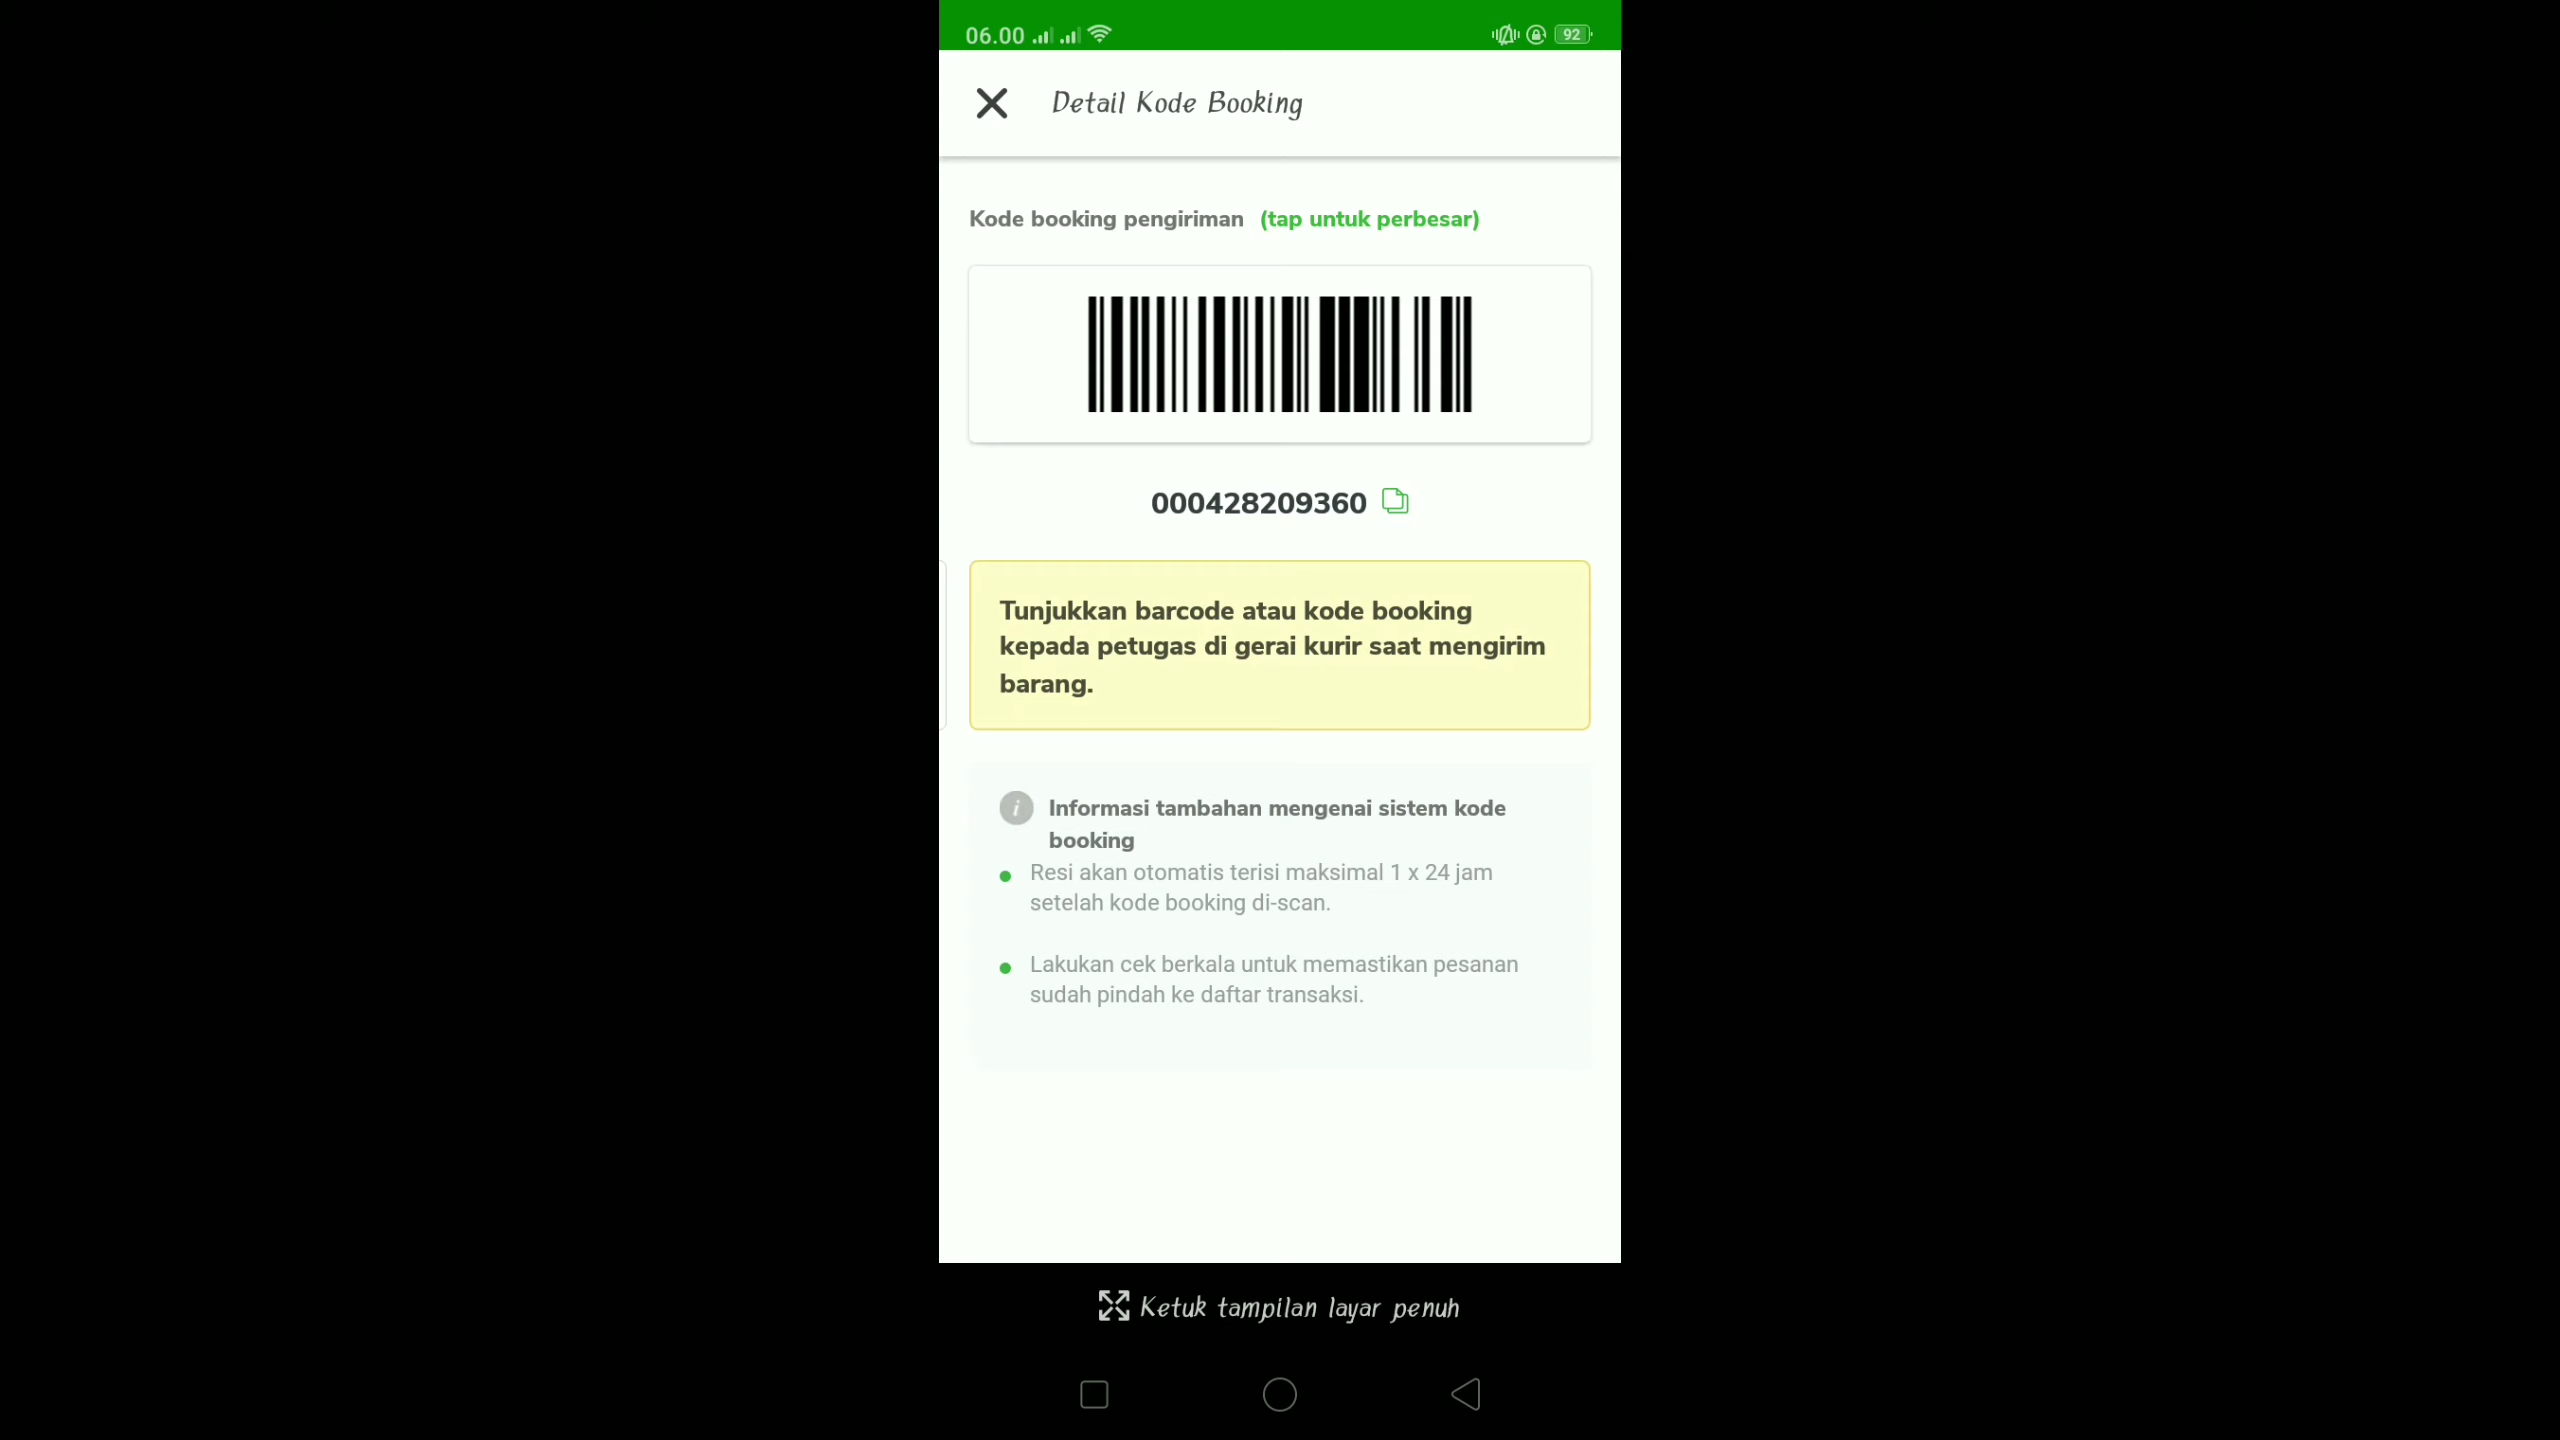 06.00
92
Detail Kode Booking
Kode booking pengiriman (tap untuk perbesar)
000428209360
Tunjukkan barcode atau kode booking
kepada petugas di gerai kurir saat mengirim
barang.
i
Informasi tambahan mengenai sistem kode
booking
Resi akan otomatis terisi maksimal 1 x 24 jam
setelah kode booking di-scan.
Lakukan cek berkala untuk memastikan pesanan
sudah pindah ke daftar transaksi.
Ketuk tampilan layar penuh